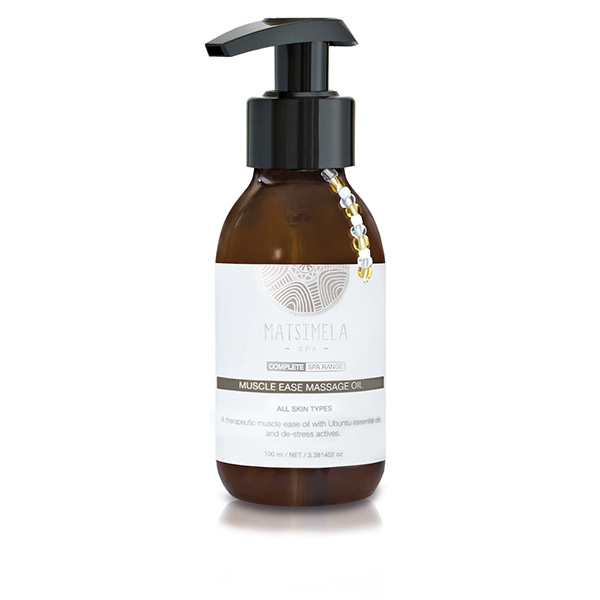 MATSIMELA
- SPA -
COMPLETE SPA RANGE
MUSCLE EASE MASSAGE OIL
ALL SKIN TYPES
A therapeutic muscle ease oil with Ubuntu essential oils
and de-stress actives.
100 ml / NET / 3.381402 oz